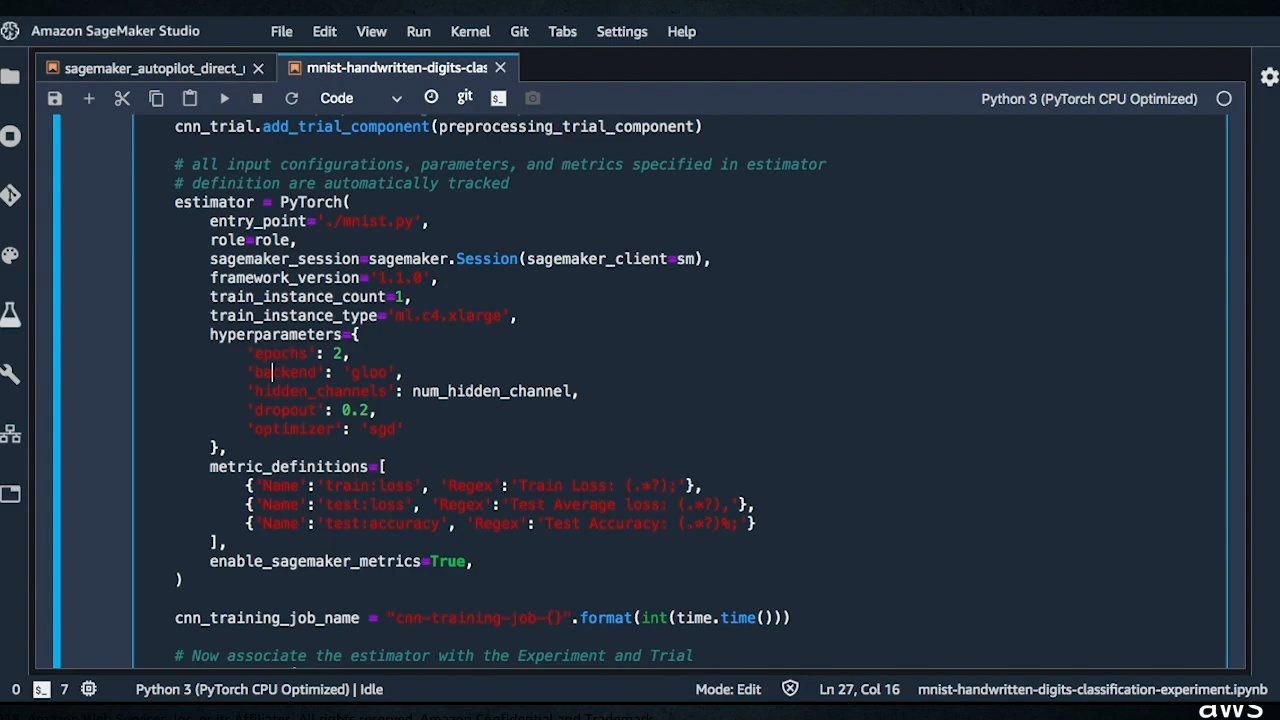 Amazon SageMaker Studio File Edit View Run Kernel Git Tabs Settings Help
sagemaker_autopilot_direct_ mnist-handwritten-digits-clas
Code git Python 3 (PyTorch CPU Optimized)
cnn_trial.add_trial_component(preprocessing_trial_component)
# all input configurations, parameters, and metrics specified in estimator
# definition are automatically tracked
estimator = PyTorch(
entry_point='./mnist.py',
role=role,
sagemaker_session=sagemaker.Session(sagemaker_client=sm),
framework_version='1.1.0',
train_instance_count=1,
train_instance_type='ml.c4.xlarge',
hyperparameters={
'epochs': 2,
'backend': 'gloo',
'hidden_channels': num_hidden_channel,
'dropout': 0.2,
'optimizer': 'sgd'
},
metric_definitions=[
{'Name':'train:loss', 'Regex':'Train Loss: (.*?);'},
{'Name':'test:loss', 'Regex':'Test Average loss: (.*?),'},
{'Name':'test:accuracy', 'Regex':'Test Accuracy: (.*?)%;'}
],
enable_sagemaker_metrics=True,
)
cnn_training_job_name = "cnn-training-job-{}".format(int(time.time()))
# Now associate the estimator with the Experiment and Trial
0 7 Python 3 (PyTorch CPU Optimized) | Idle Mode: Edit Ln 27, Col 16 mnist-handwritten-digits-classification-experiment.ipynb
aws